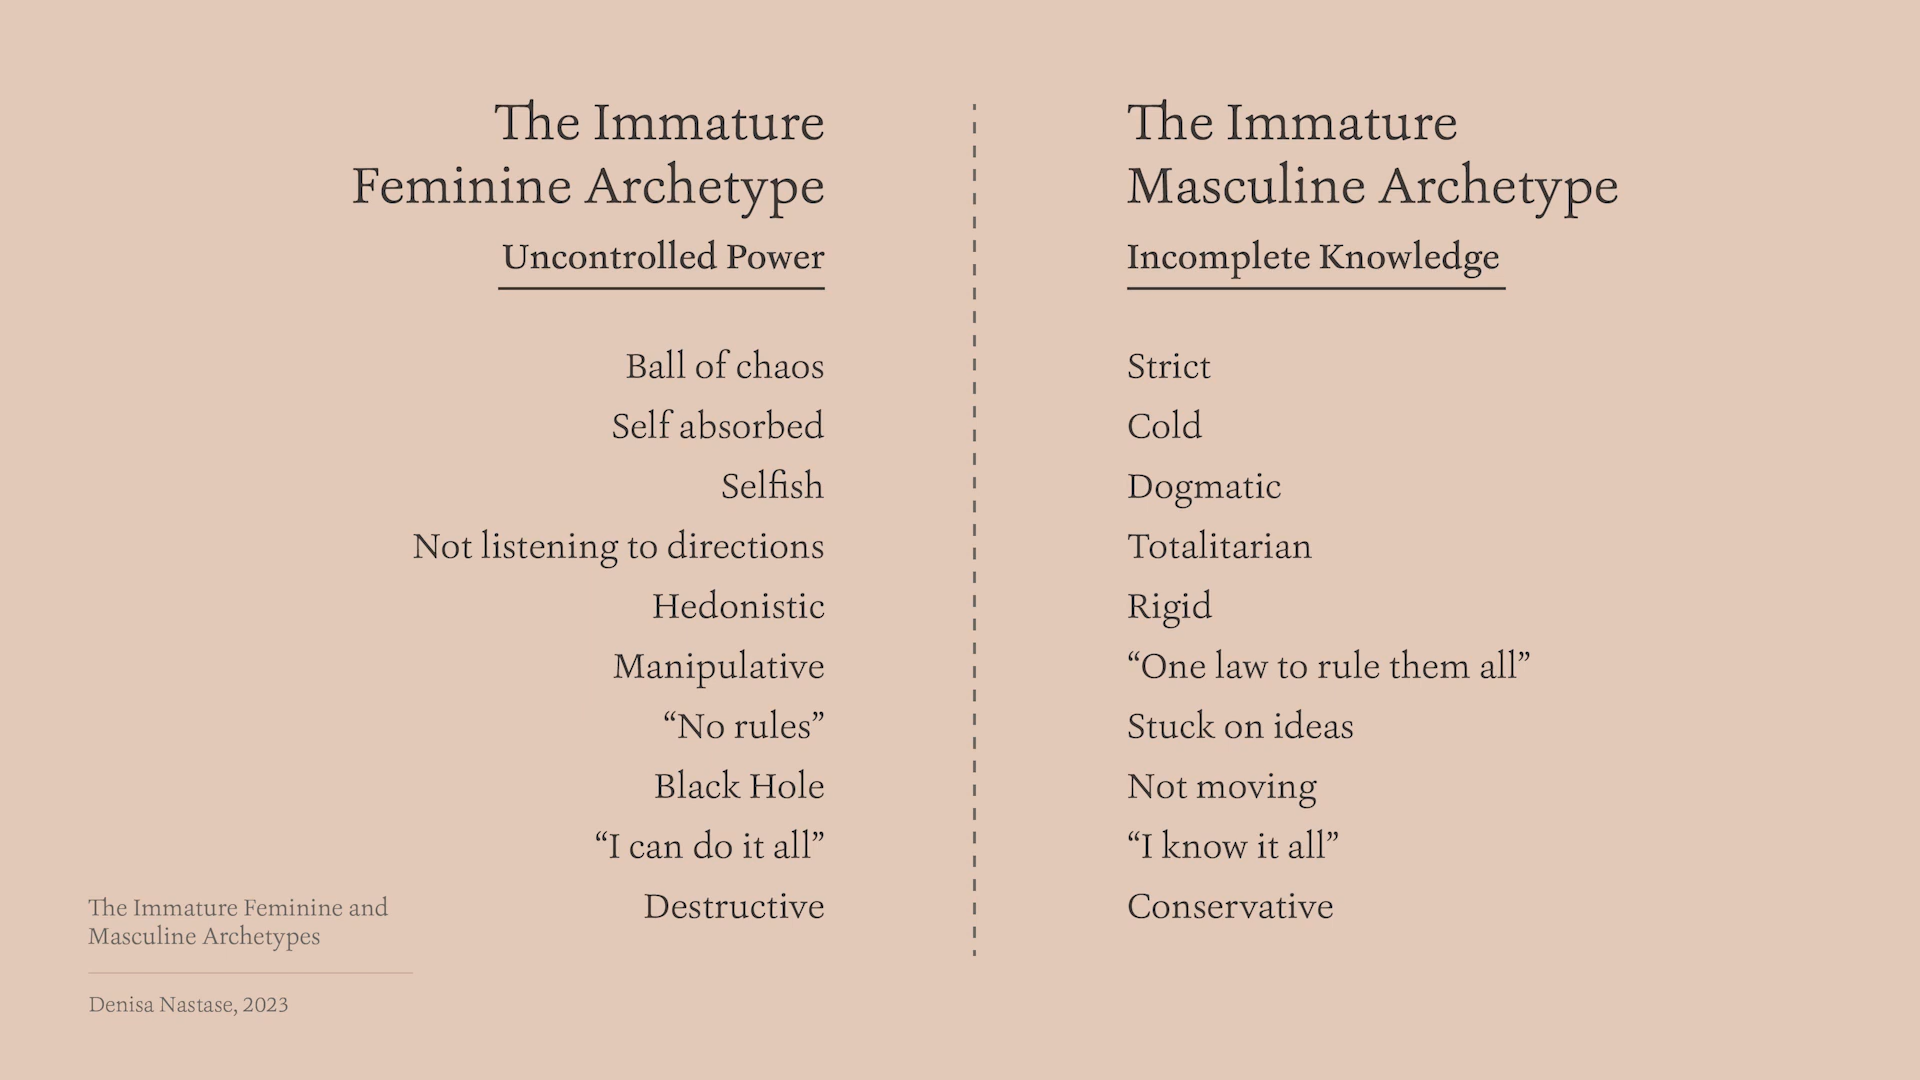 The Immature
Feminine Archetype
Uncontrolled Power
Ball of chaos
Self absorbed
Selfish
Not listening to directions
Hedonistic
Manipulative
“No rules”
Black Hole
“I can do it all”
Destructive
The Immature
Masculine Archetype
Incomplete Knowledge
Strict
Cold
Dogmatic
Totalitarian
Rigid
“One law to rule them all”
Stuck on ideas
Not moving
“I know it all”
Conservative
The Immature Feminine and
Masculine Archetypes
Denisa Nastase, 2023